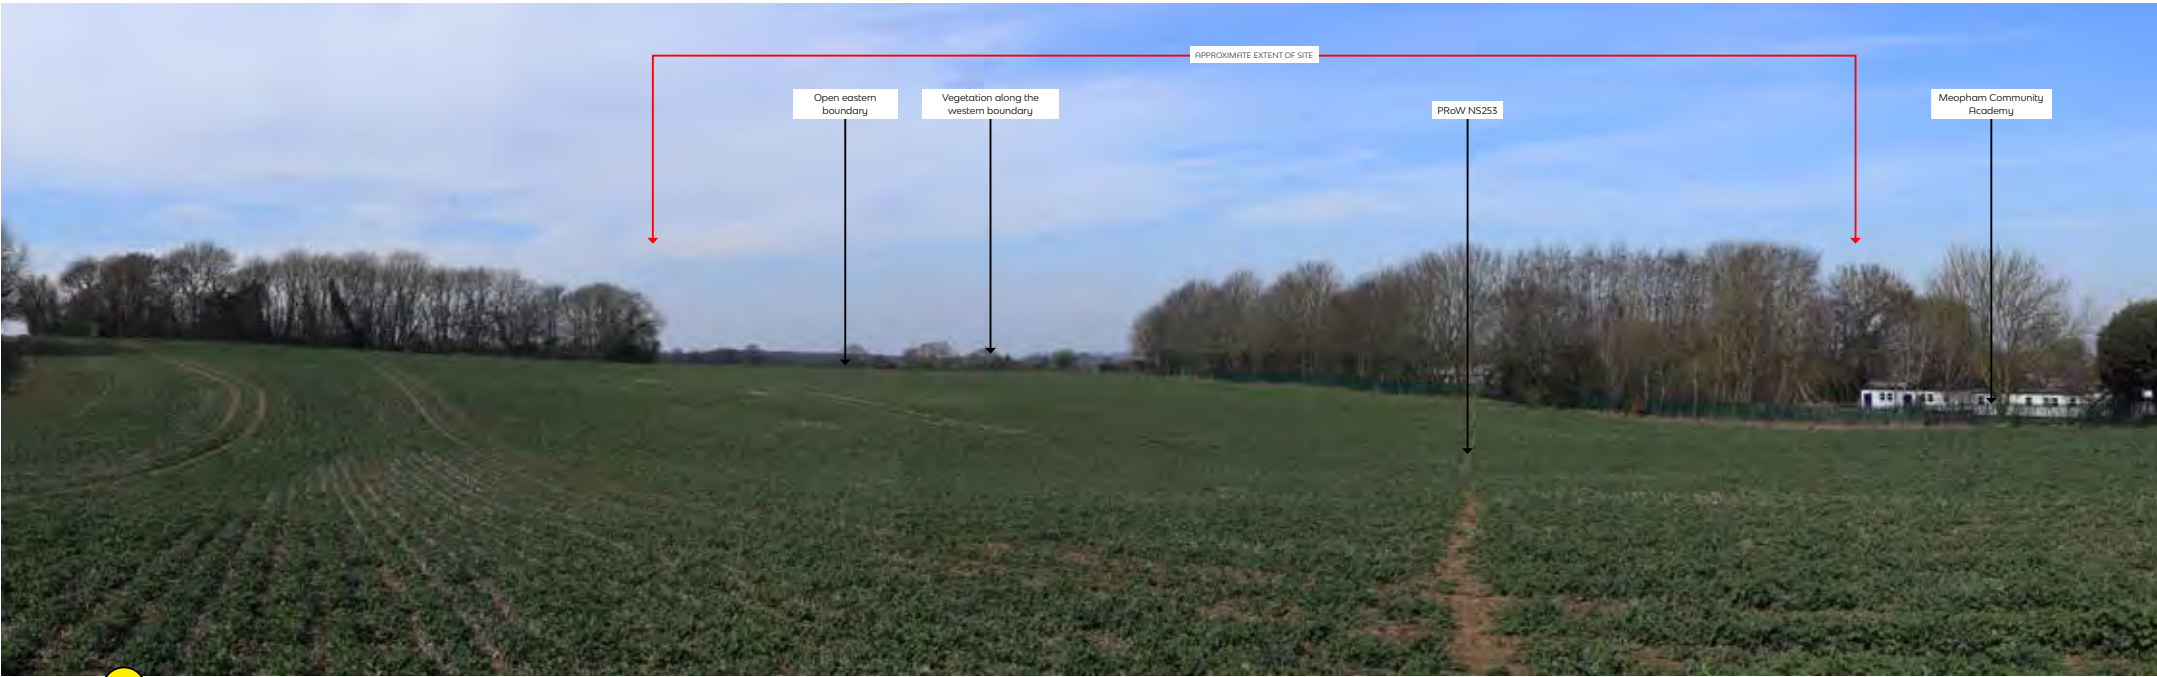 APPROXIMATE EXTENT OF SITE
Open eastern
boundary
Vegetation along the
western boundary
PRoW NS253
Meopham Community
Academy